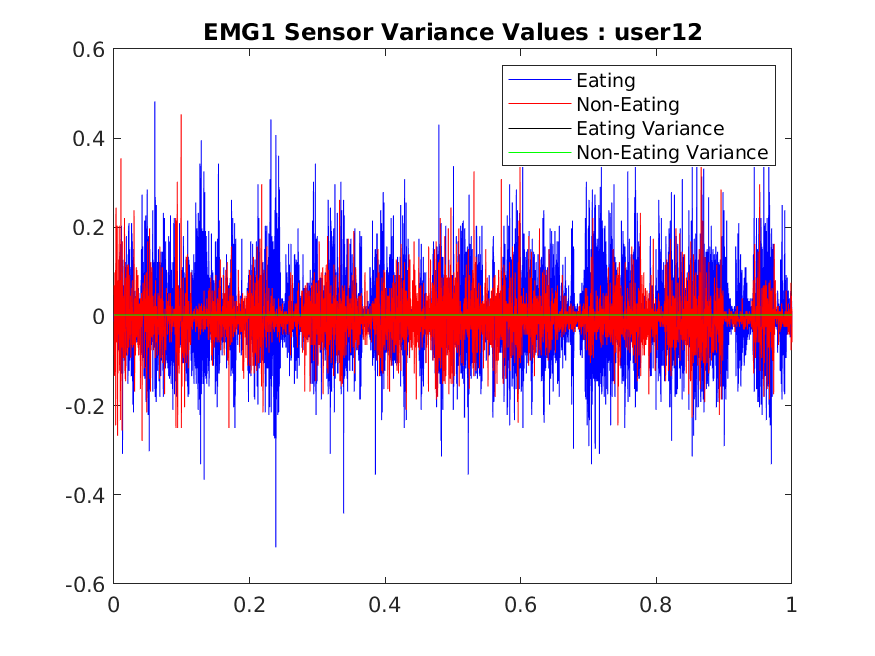 EMG1 Sensor Variance Values : user12
0.6
Eating
Non-Eating
Eating Variance
Non-Eating Variance
0.4
0.2
0
-0.2
-0.4
-0.6
0 0.2 0.4 0.6 0.8 1